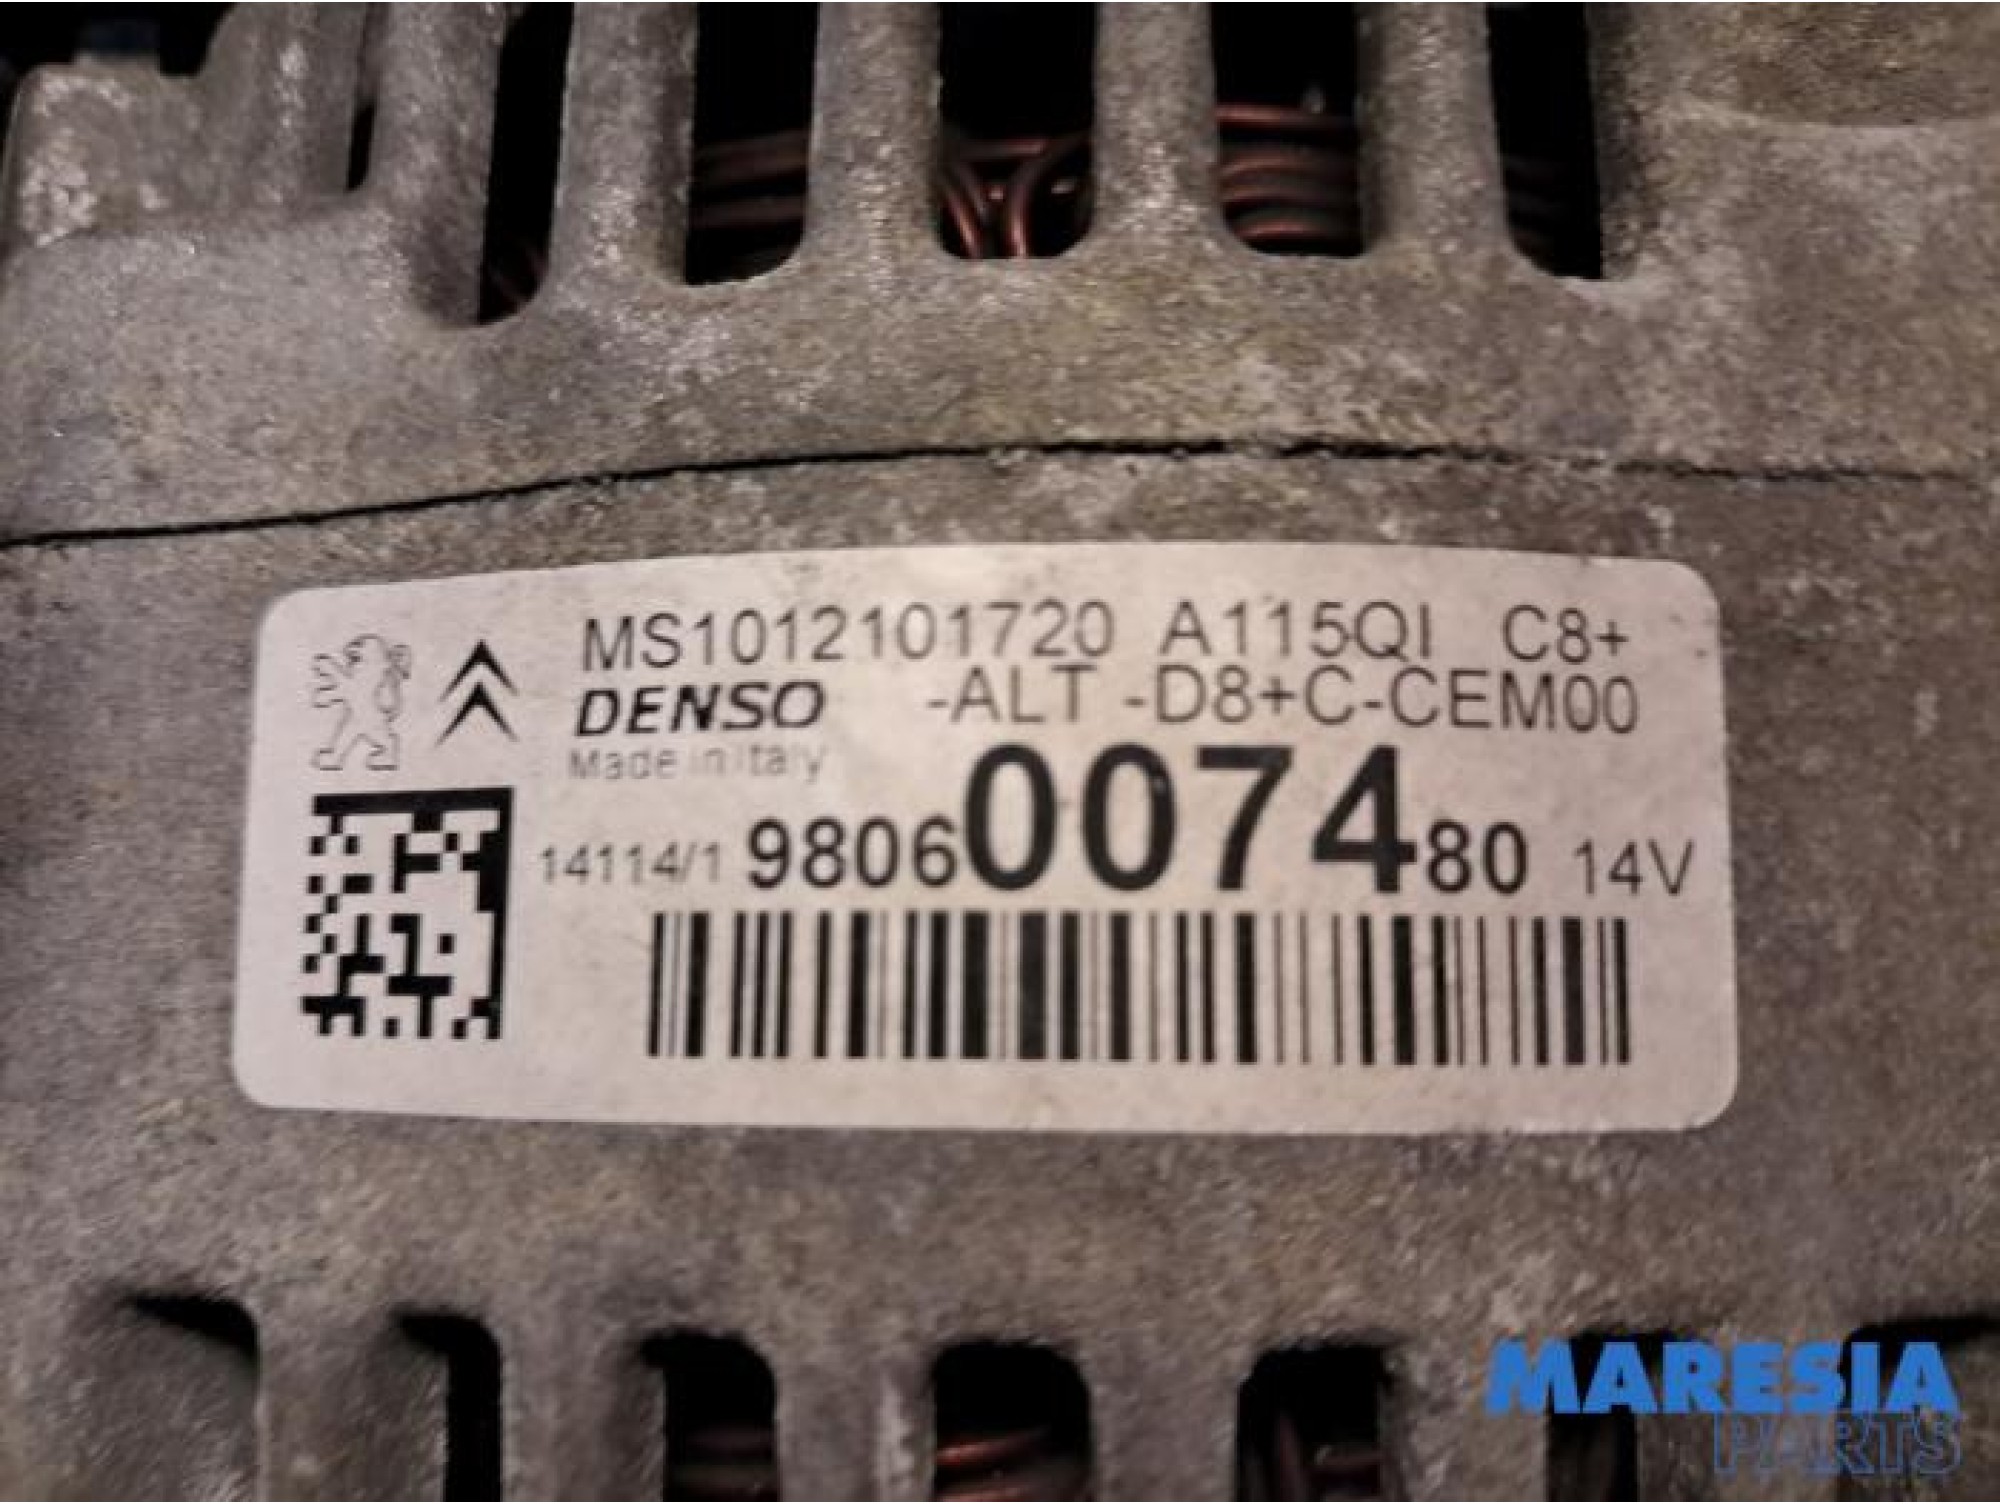 MS1012101720 A115QI C8+
DENSO -ALT -D8+C-CEM00
Made in Italy
14114/1 9806007480 14V
MARESIA
PARTS